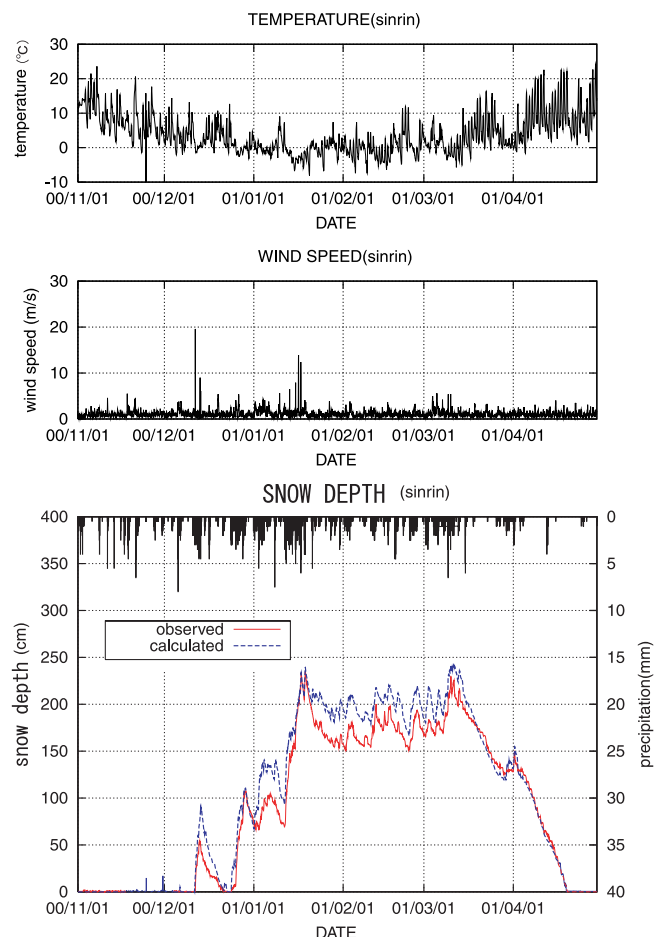 TEMPERATURE(sinrin)
temperature (°C)
30
20
10
0
-10
00/11/01 00/12/01 01/01/01 01/02/01 01/03/01 01/04/01
DATE
WIND SPEED(sinrin)
wind speed (m/s)
30
20
10
0
00/11/01 00/12/01 01/01/01 01/02/01 01/03/01 01/04/01
DATE
SNOW DEPTH (sinrin)
snow depth (cm)
400 0
350 5
300 10
observed
calculated
250 15
200 20
150 25
100 30
50 35
0 40
precipitation(mm)
00/11/01 00/12/01 01/01/01 01/02/01 01/03/01 01/04/01
DATE